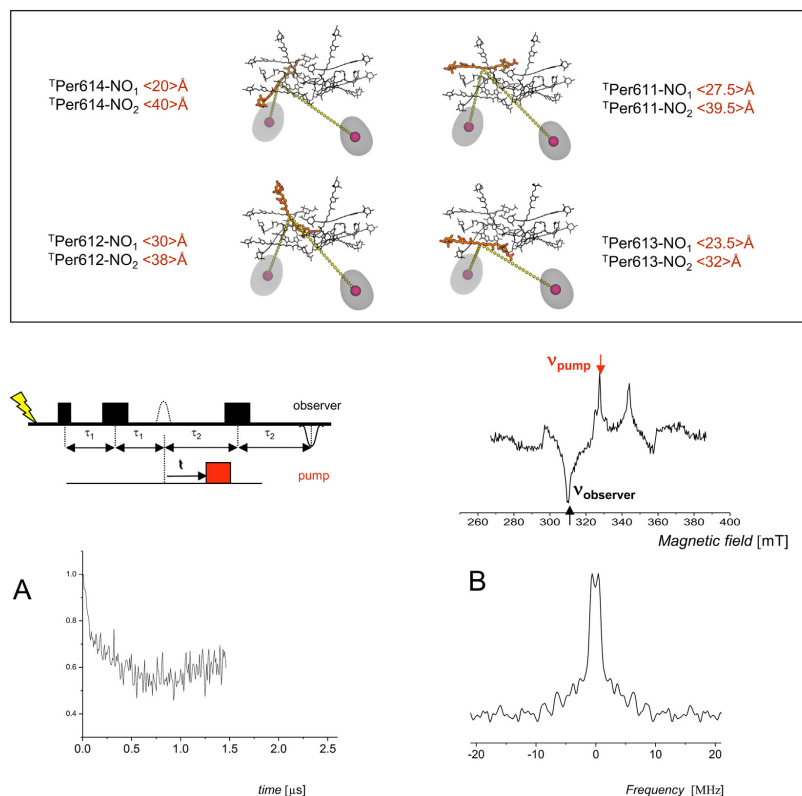 ᵀPer614-NO₁ <20>Å
ᵀPer614-NO₂ <40>Å
ᵀPer611-NO₁ <27.5>Å
ᵀPer611-NO₂ <39.5>Å
ᵀPer612-NO₁ <30>Å
ᵀPer612-NO₂ <38>Å
ᵀPer613-NO₁ <23.5>Å
ᵀPer613-NO₂ <32>Å
observer
τ₁ τ₁ τ₂ τ₂
t
pump
ν_pump
ν_observer
260 280 300 320 340 360 380 400
Magnetic field [mT]
A
1.0
0.8
0.6
0.4
0.0 0.5 1.0 1.5 2.0 2.5
time [µs]
B
-20 -10 0 10 20
Frequency [MHz]